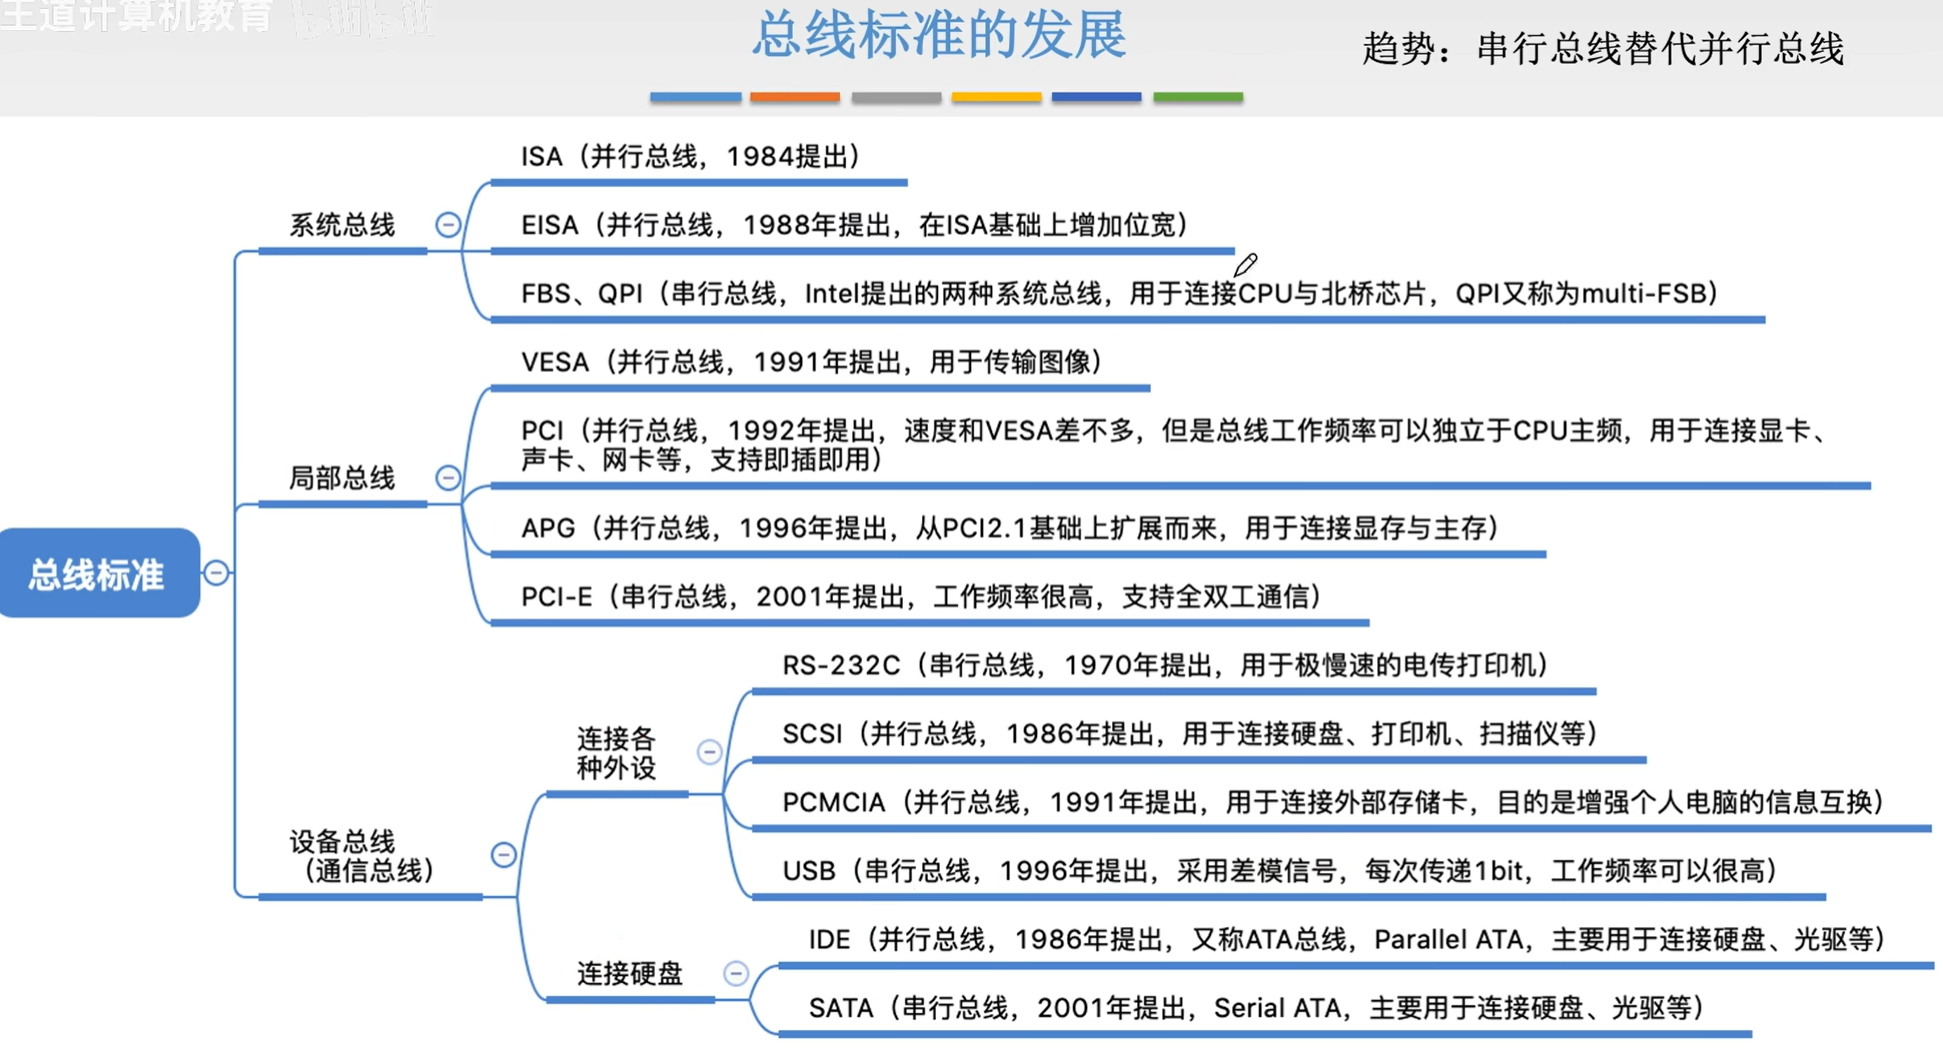 王道计算机教育 bilibili
总线标准的发展
趋势：串行总线替代并行总线
总线标准
系统总线
ISA（并行总线，1984提出）
EISA（并行总线，1988年提出，在ISA基础上增加位宽）
FBS、QPI（串行总线，Intel提出的两种系统总线，用于连接CPU与北桥芯片，QPI又称为multi-FSB）
局部总线
VESA（并行总线，1991年提出，用于传输图像）
PCI（并行总线，1992年提出，速度和VESA差不多，但是总线工作频率可以独立于CPU主频，用于连接显卡、
声卡、网卡等，支持即插即用）
APG（并行总线，1996年提出，从PCI2.1基础上扩展而来，用于连接显存与主存）
PCI-E（串行总线，2001年提出，工作频率很高，支持全双工通信）
设备总线
（通信总线）
连接各
种外设
RS-232C（串行总线，1970年提出，用于极慢速的电传打印机）
SCSI（并行总线，1986年提出，用于连接硬盘、打印机、扫描仪等）
PCMCIA（并行总线，1991年提出，用于连接外部存储卡，目的是增强个人电脑的信息互换）
USB（串行总线，1996年提出，采用差模信号，每次传递1bit，工作频率可以很高）
连接硬盘
IDE（并行总线，1986年提出，又称ATA总线，Parallel ATA，主要用于连接硬盘、光驱等）
SATA（串行总线，2001年提出，Serial ATA，主要用于连接硬盘、光驱等）